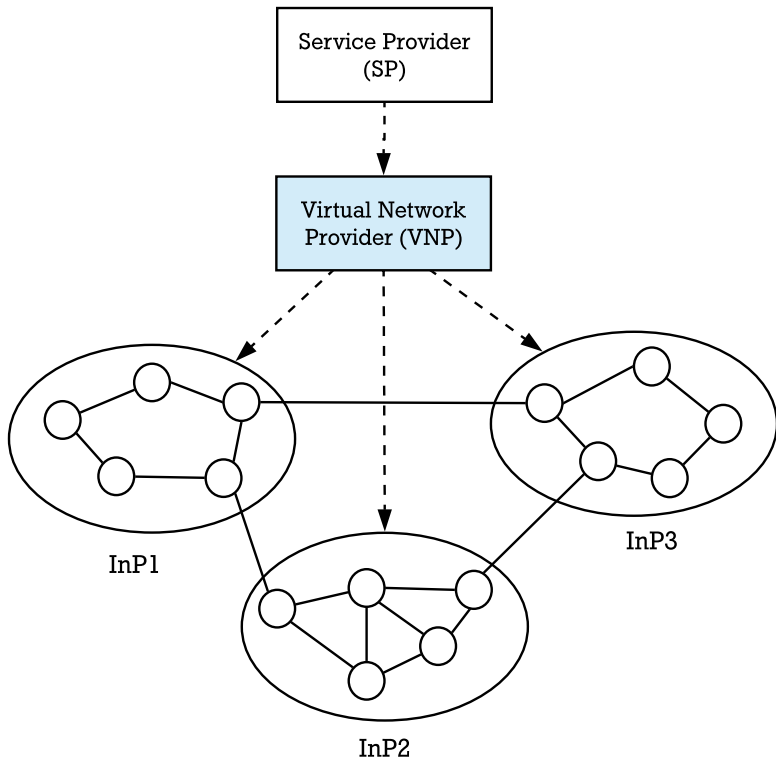 Service Provider
(SP)
Virtual Network
Provider (VNP)
InP1
InP3
InP2